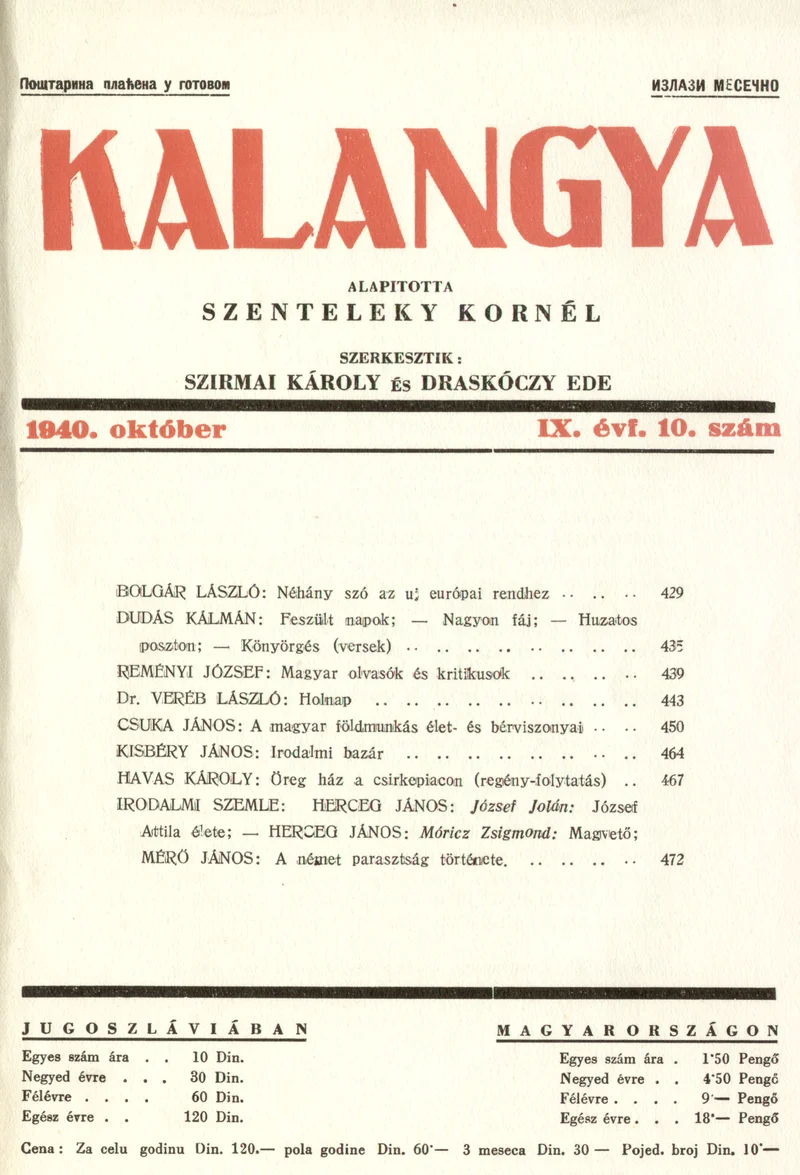 Поштарина плаћена у готовом
ИЗЛАЗИ МЕСЕЧНО
KALANGYA
ALAPITOTTA
SZENTELEKY KORNÉL
SZERKESZTIK:
SZIRMAI KÁROLY és DRASKÓCZY EDE
1940. október
IX. évf. 10. szám
BOLGÁR LÁSZLÓ: Néhány szó az uj európai rendhez .. .. .. 429
DUDÁS KÁLMÁN: Feszült napok; — Nagyon fáj; — Huzatos
poszton; — Könyörgés (versek) .. .. .. .. .. .. .. .. 435
REMÉNYI JÓZSEF: Magyar olvasók és kritikusok .. .. .. .. 439
Dr. VERÉB LÁSZLÓ: Holnap .. .. .. .. .. .. .. .. .. 443
CSUKA JÁNOS: A magyar földmunkás élet- és bérviszonyai .. .. 450
KISBÉRY JÁNOS: Irodalmi bazár .. .. .. .. .. .. .. .. 464
HAVAS KÁROLY: Öreg ház a csirkepiacon (regény-folytatás) .. 467
IRODALMI SZEMLE: HERCEG JÁNOS: József Jolán: József
Attila élete; — HERCEG JÁNOS: Móricz Zsigmond: Magvető;
MÉRŐ JÁNOS: A német parasztság története. .. .. .. .. 472
JUGOSZLÁVIÁBAN
Egyes szám ára . . 10 Din.
Negyed évre . . . 30 Din.
Félévre . . . . 60 Din.
Egész évre . . 120 Din.
MAGYARORSZÁGON
Egyes szám ára . 1·50 Pengő
Negyed évre . . 4·50 Pengő
Félévre . . . . 9·— Pengő
Egész évre . . . 18·— Pengő
Cena: Za celu godinu Din. 120.— pola godine Din. 60·— 3 meseca Din. 30 — Pojed. broj Din. 10·—